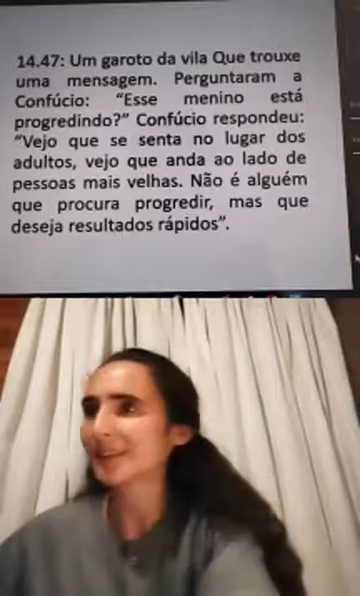 14.47: Um garoto da vila Que trouxe
uma mensagem. Perguntaram a
Confúcio: “Esse menino está
progredindo?” Confúcio respondeu:
“Vejo que se senta no lugar dos
adultos, vejo que anda ao lado de
pessoas mais velhas. Não é alguém
que procura progredir, mas que
deseja resultados rápidos”.